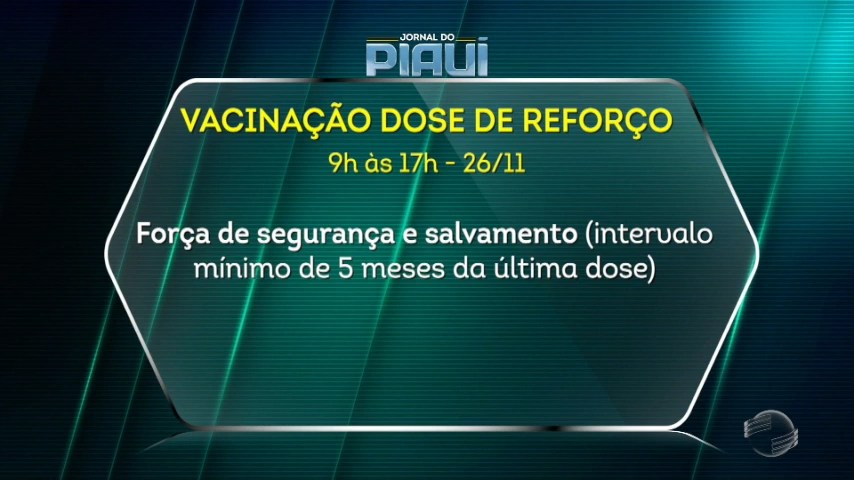 JORNAL DO
PIAUÍ
VACINAÇÃO DOSE DE REFORÇO
9h às 17h - 26/11
Força de segurança e salvamento (intervalo
mínimo de 5 meses da última dose)